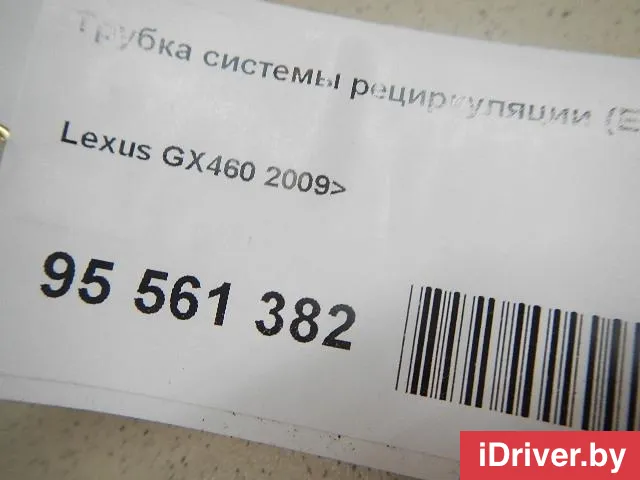 Трубка системы рециркуляции (E
Lexus GX460 2009>
95 561 382
iDriver.by